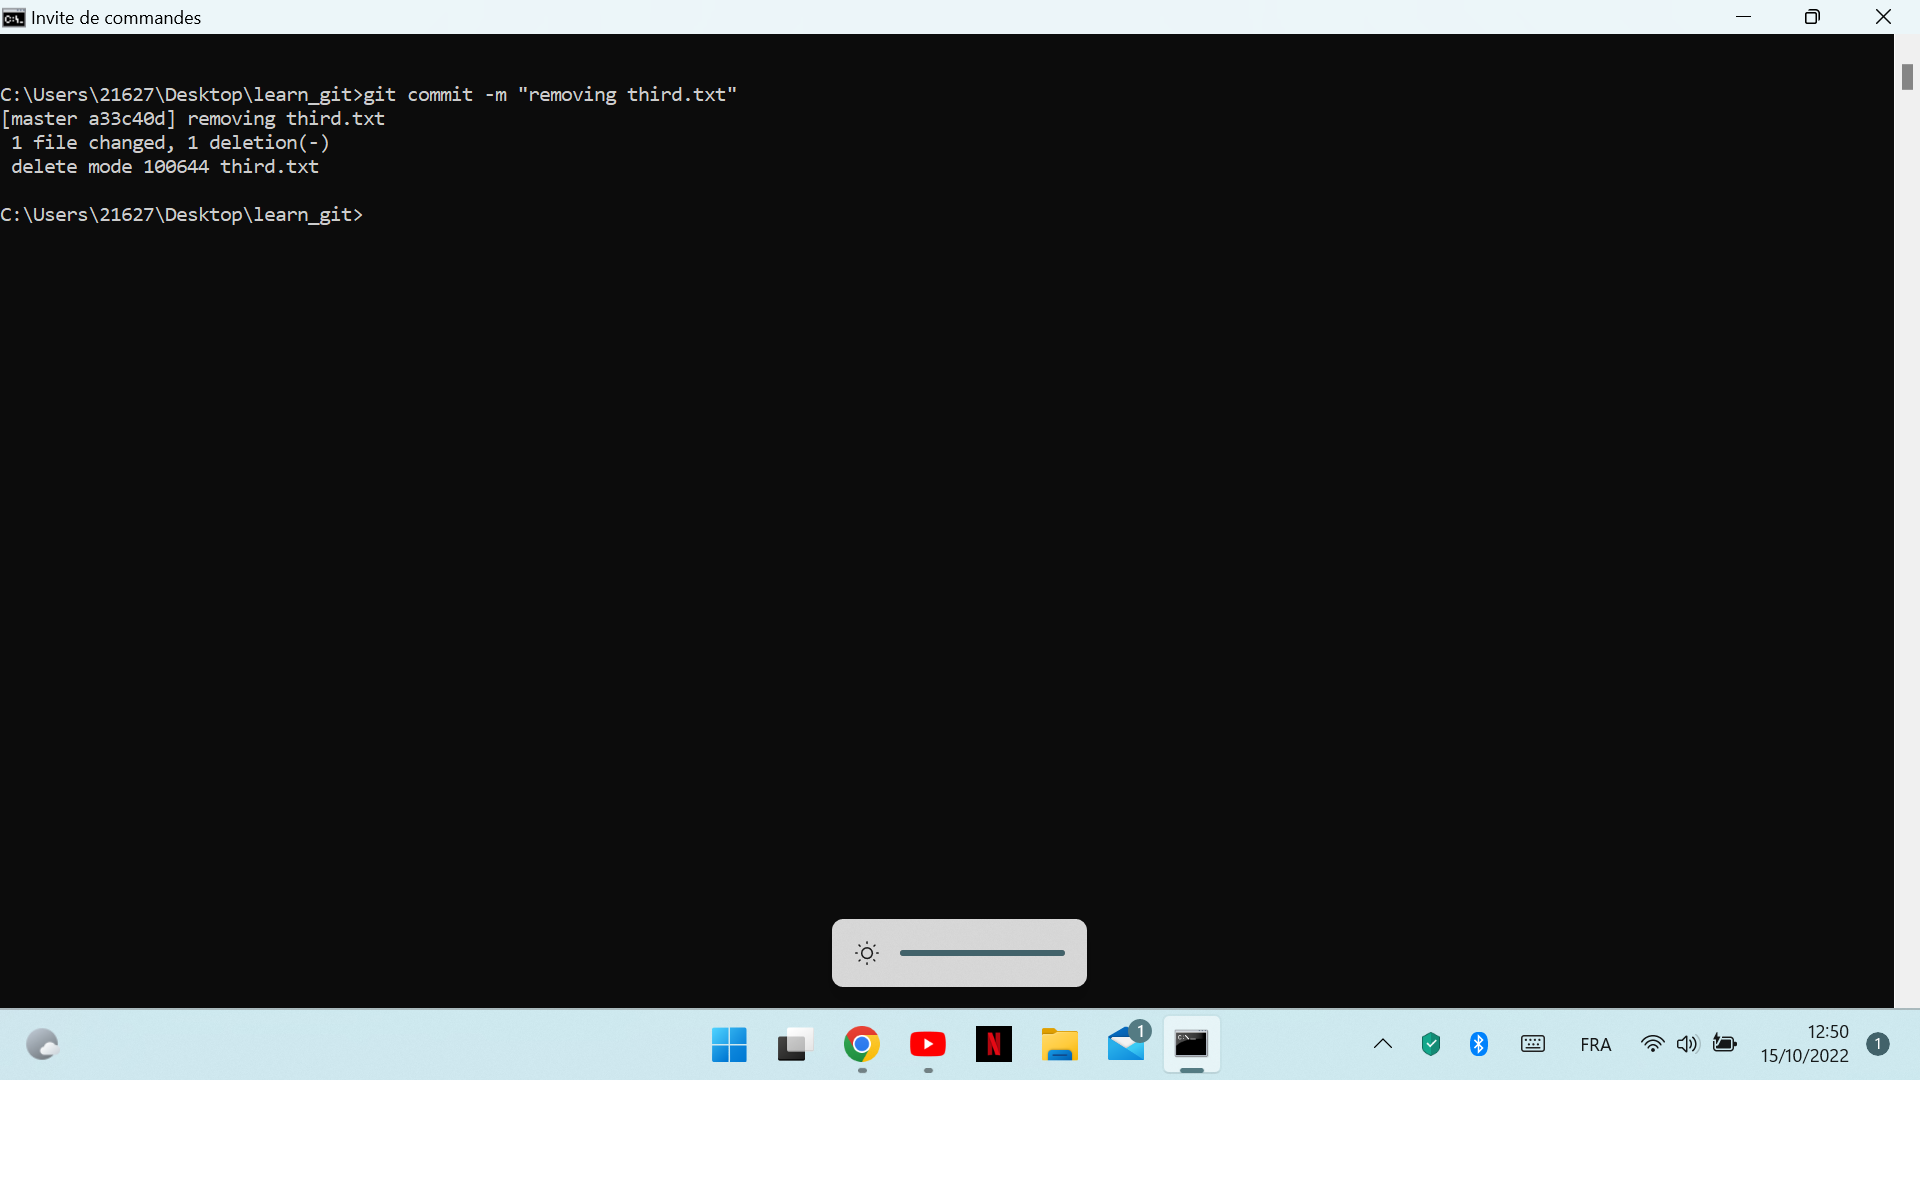 Invite de commandes
C:\Users\21627\Desktop\learn_git>git commit -m "removing third.txt"
[master a33c40d] removing third.txt
 1 file changed, 1 deletion(-)
 delete mode 100644 third.txt
C:\Users\21627\Desktop\learn_git>
1
N
FRA
12:50
15/10/2022
1